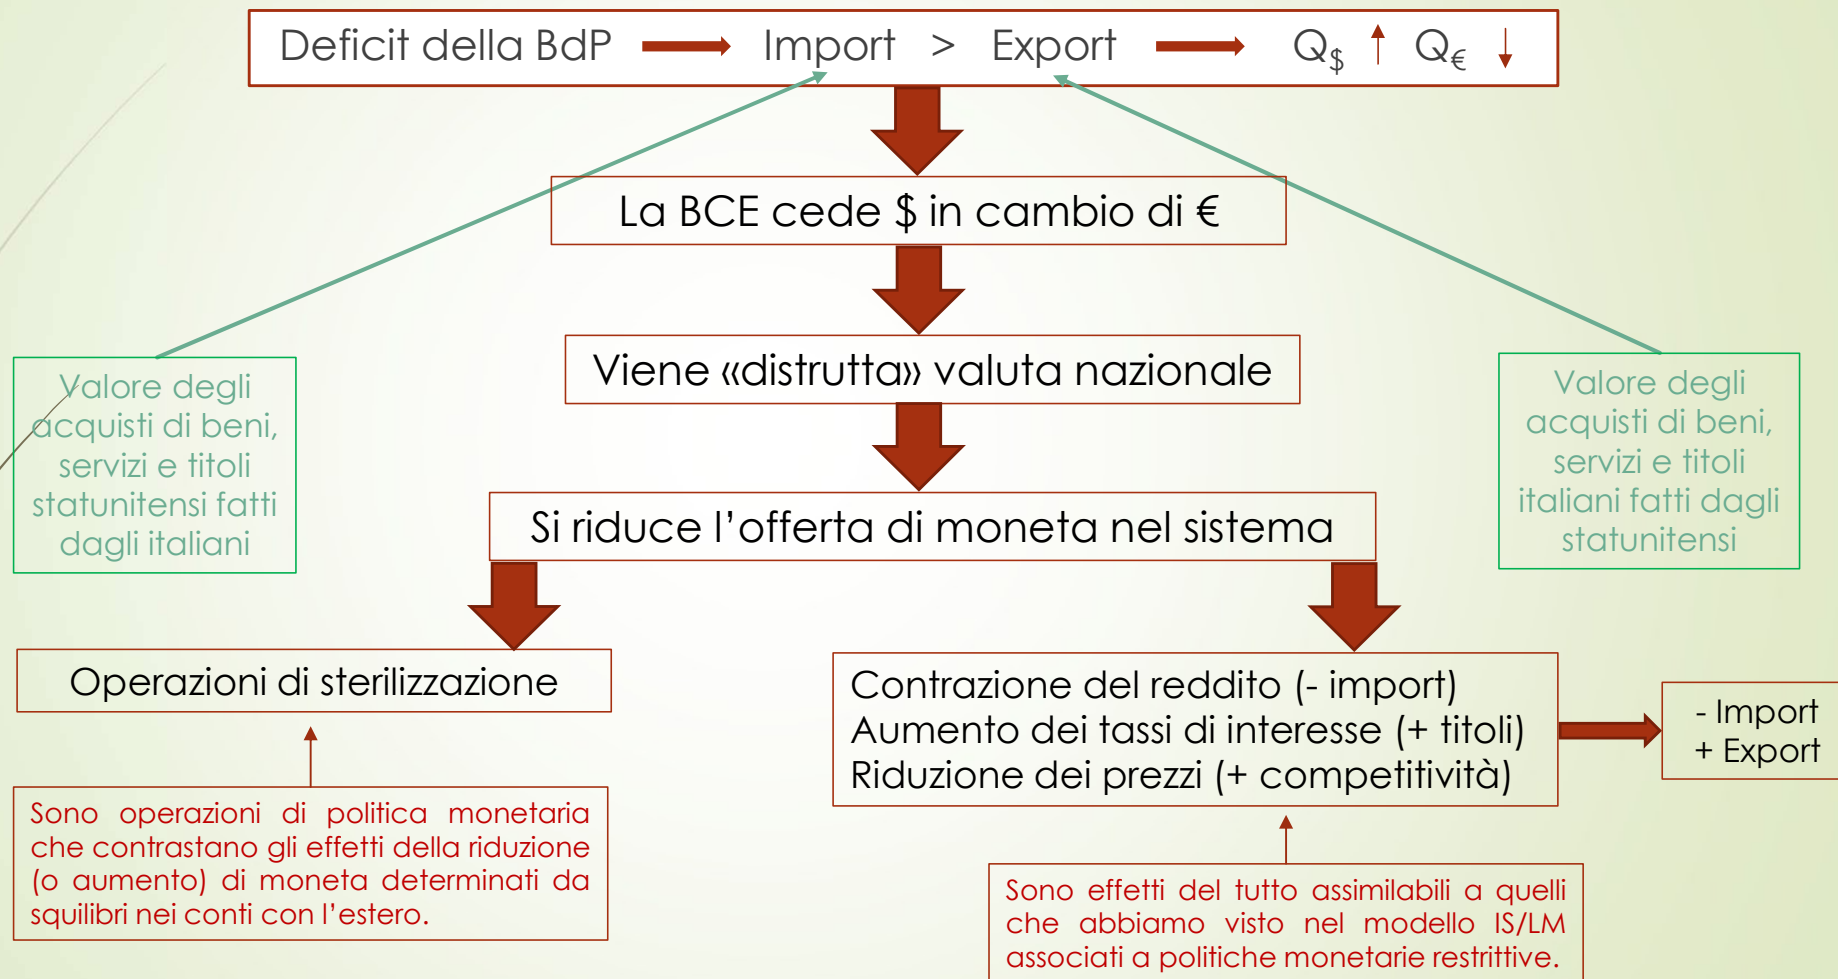 Deficit della BdP Import > Export Q$ Q€
La BCE cede $ in cambio di €
Viene «distrutta» valuta nazionale
Valore degli
acquisti di beni,
servizi e titoli
statunitensi fatti
dagli italiani
Valore degli
acquisti di beni,
servizi e titoli
italiani fatti dagli
statunitensi
Si riduce l’offerta di moneta nel sistema
Operazioni di sterilizzazione
Contrazione del reddito (- import)
Aumento dei tassi di interesse (+ titoli)
Riduzione dei prezzi (+ competitività)
- Import
+ Export
Sono operazioni di politica monetaria
che contrastano gli effetti della riduzione
(o aumento) di moneta determinati da
squilibri nei conti con l’estero.
Sono effetti del tutto assimilabili a quelli
che abbiamo visto nel modello IS/LM
associati a politiche monetarie restrittive.